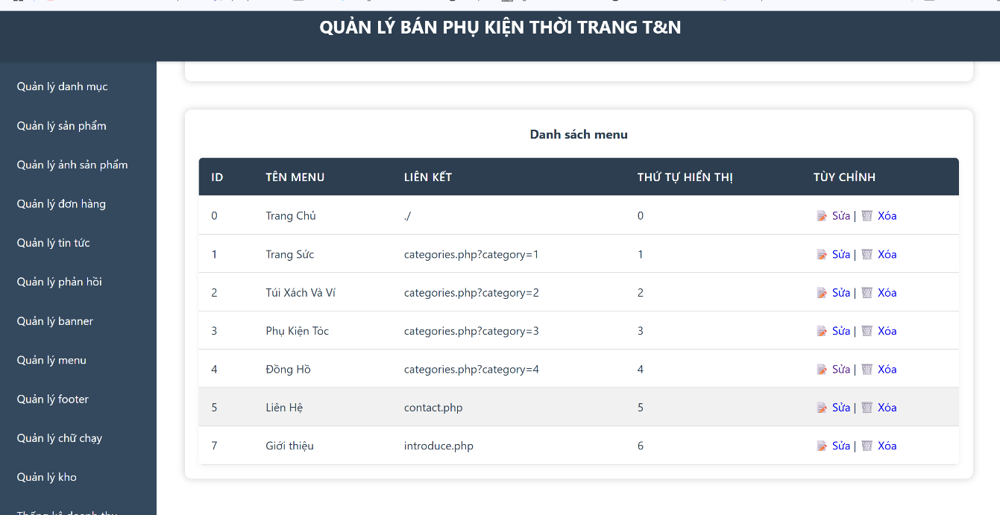 QUẢN LÝ BÁN PHỤ KIỆN THỜI TRANG T&N
Quản lý danh mục
Quản lý sản phẩm
Quản lý ảnh sản phẩm
Quản lý đơn hàng
Quản lý tin tức
Quản lý phản hồi
Quản lý banner
Quản lý menu
Quản lý footer
Quản lý chữ chạy
Quản lý kho
Thống kê doanh thu
Danh sách menu
ID TÊN MENU LIÊN KẾT THỨ TỰ HIỂN THỊ TÙY CHỈNH
0 Trang Chủ ./ 0 Sửa | Xóa
1 Trang Sức categories.php?category=1 1 Sửa | Xóa
2 Túi Xách Và Ví categories.php?category=2 2 Sửa | Xóa
3 Phụ Kiện Tóc categories.php?category=3 3 Sửa | Xóa
4 Đồng Hồ categories.php?category=4 4 Sửa | Xóa
5 Liên Hệ contact.php 5 Sửa | Xóa
7 Giới thiệu introduce.php 6 Sửa | Xóa